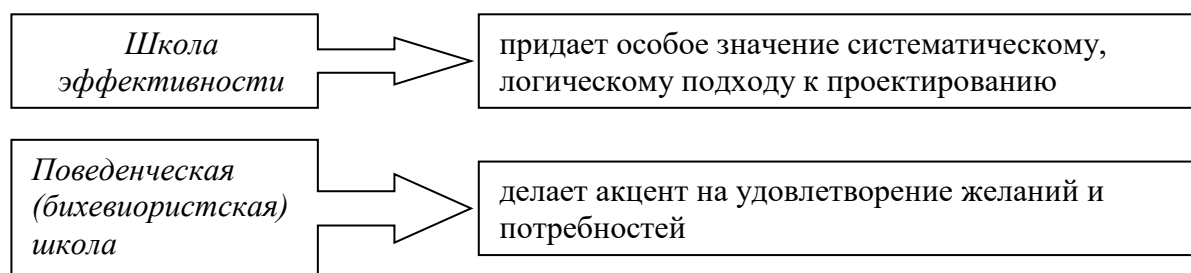 Школа
эффективности
придает особое значение систематическому,
логическому подходу к проектированию
Поведенческая
(бихевиористская)
школа
делает акцент на удовлетворение желаний и
потребностей